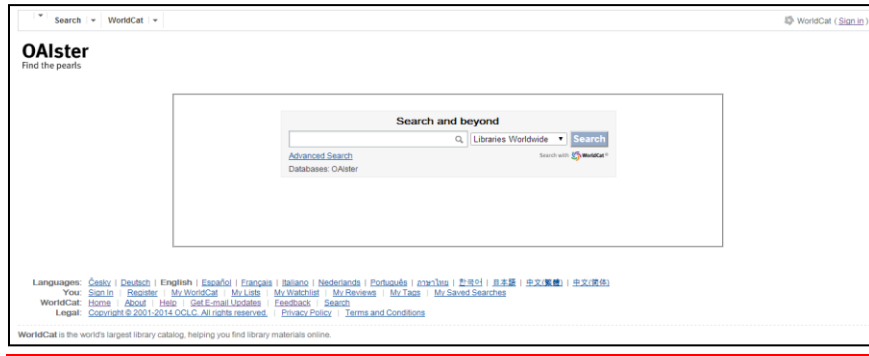 Search WorldCat WorldCat (Sign in)
OAIster
Find the pearls
Search and beyond
Libraries Worldwide Search
Advanced Search Search with WorldCat®
Databases: OAIster
Languages: Česky | Deutsch | English | Español | Français | Italiano | Nederlands | Português | ภาษาไทย | 한국어 | 日本語 | 中文(繁體) | 中文(简体)
You: Sign In | Register | My WorldCat | My Lists | My Watchlist | My Reviews | My Tags | My Saved Searches
WorldCat: Home | About | Help | Get E-mail Updates | Feedback | Search
Legal: Copyright © 2001-2014 OCLC. All rights reserved. | Privacy Policy | Terms and Conditions
WorldCat is the world's largest library catalog, helping you find library materials online.